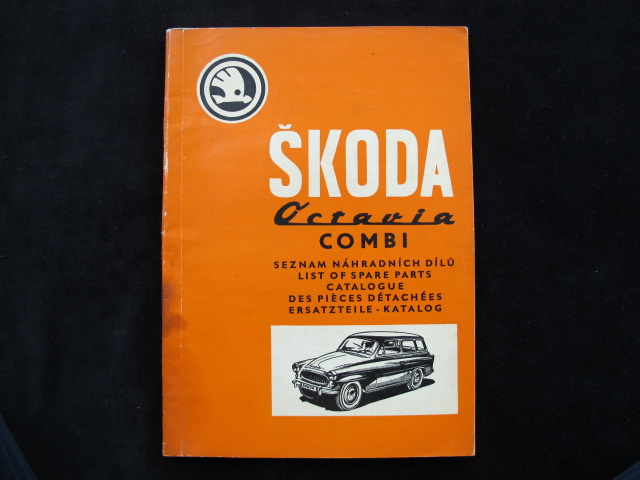 ŠKODA
Octavia
COMBI
SEZNAM NÁHRADNÍCH DÍLŮ
LIST OF SPARE PARTS
CATALOGUE
DES PIÈCES DÉTACHÉES
ERSATZTEILE - KATALOG